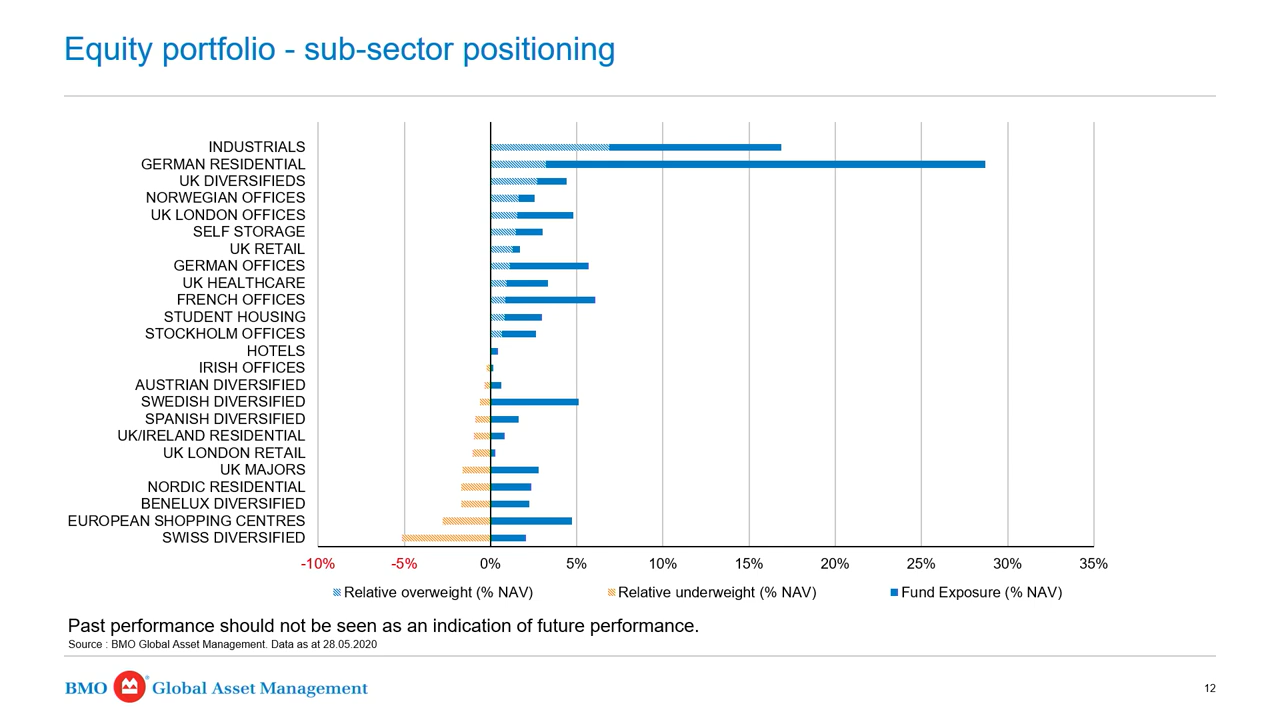 Equity portfolio - sub-sector positioning
INDUSTRIALS
GERMAN RESIDENTIAL
UK DIVERSIFIEDS
NORWEGIAN OFFICES
UK LONDON OFFICES
SELF STORAGE
UK RETAIL
GERMAN OFFICES
UK HEALTHCARE
FRENCH OFFICES
STUDENT HOUSING
STOCKHOLM OFFICES
HOTELS
IRISH OFFICES
AUSTRIAN DIVERSIFIED
SWEDISH DIVERSIFIED
SPANISH DIVERSIFIED
UK/IRELAND RESIDENTIAL
UK LONDON RETAIL
UK MAJORS
NORDIC RESIDENTIAL
BENELUX DIVERSIFIED
EUROPEAN SHOPPING CENTRES
SWISS DIVERSIFIED
-10% -5% 0% 5% 10% 15% 20% 25% 30% 35%
Relative overweight (% NAV) Relative underweight (% NAV) Fund Exposure (% NAV)
Past performance should not be seen as an indication of future performance.
Source : BMO Global Asset Management. Data as at 28.05.2020
BMO ® Global Asset Management
12